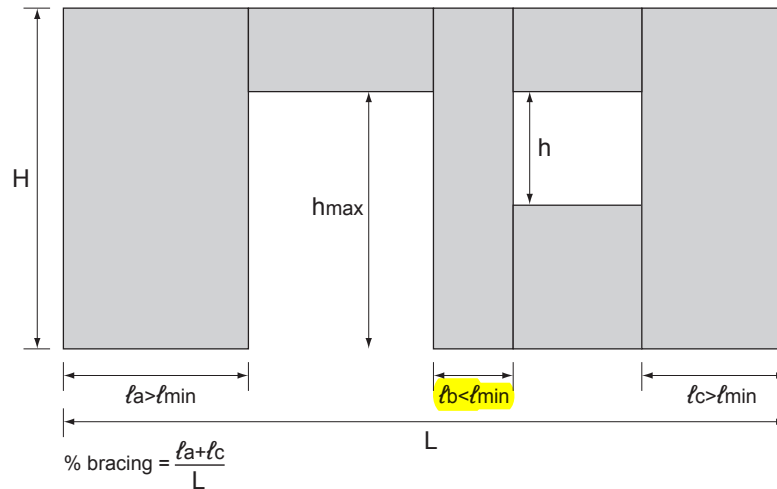 H
hmax
h
ℓa>ℓmin
ℓb<ℓmin
ℓc>ℓmin
L
% bracing = ℓa+ℓc
L